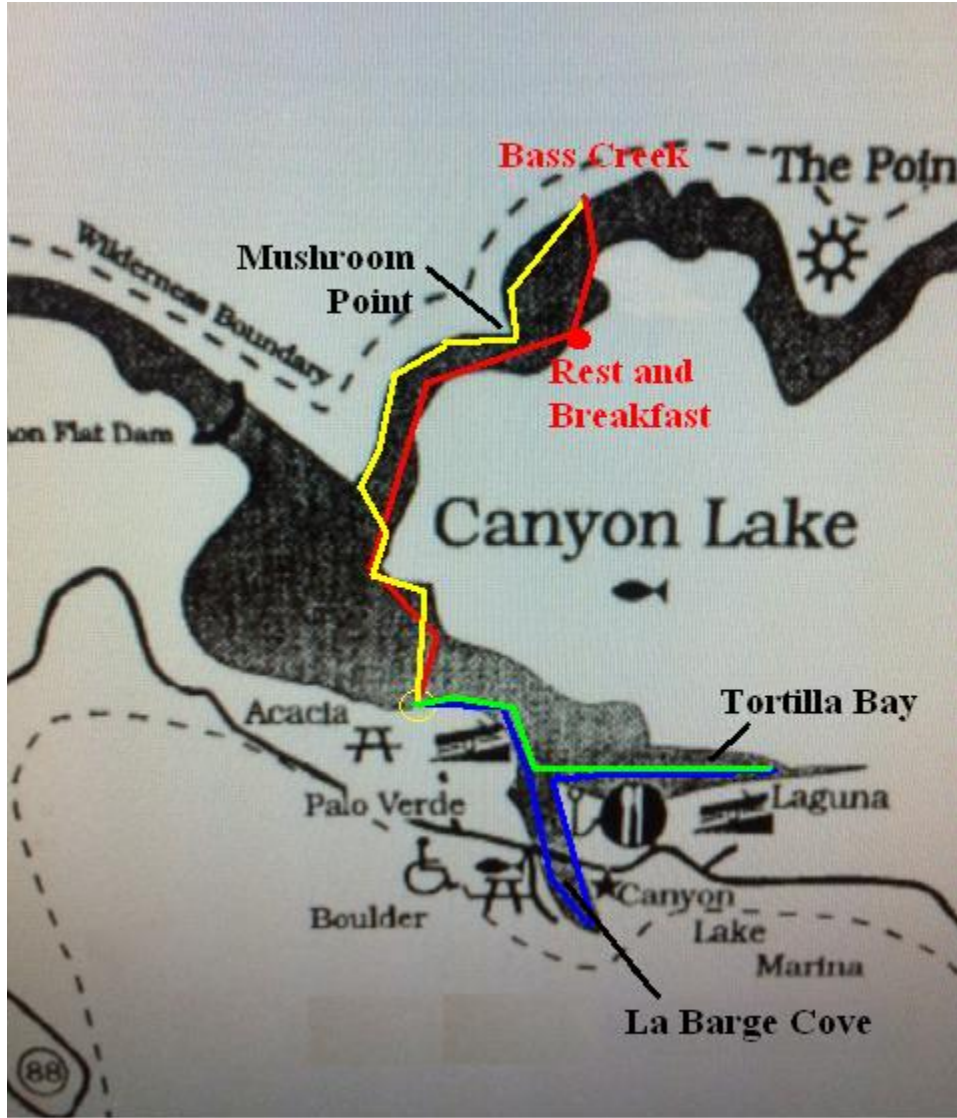 Bass Creek
The Poin
Mushroom
Point
Wilderness Boundary
Rest and
Breakfast
on Flat Dam
Canyon Lake
Tortilla Bay
Acacia
Laguna
Palo Verde
Canyon
Boulder
Lake
Marina
La Barge Cove
88